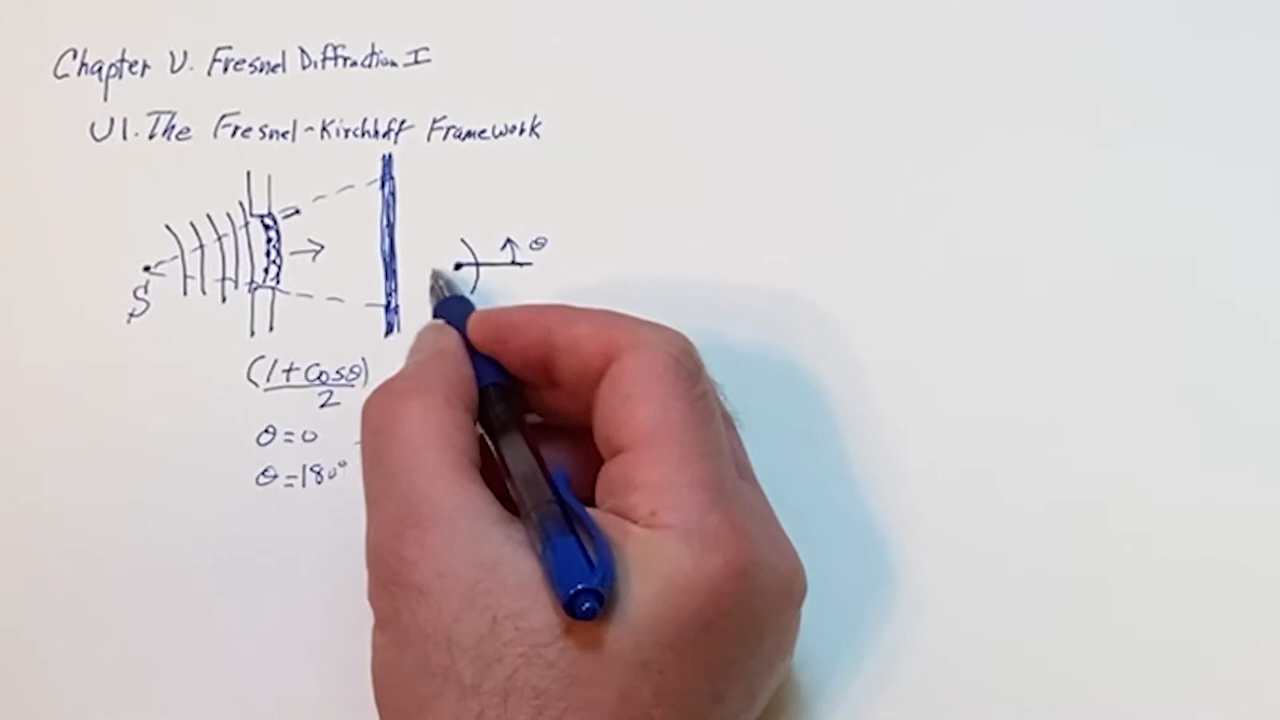 Chapter V. Fresnel Diffraction I
V1. The Fresnel-Kirchhoff Framework
θ
S
(1+cosθ)
2
θ=0
θ=180°